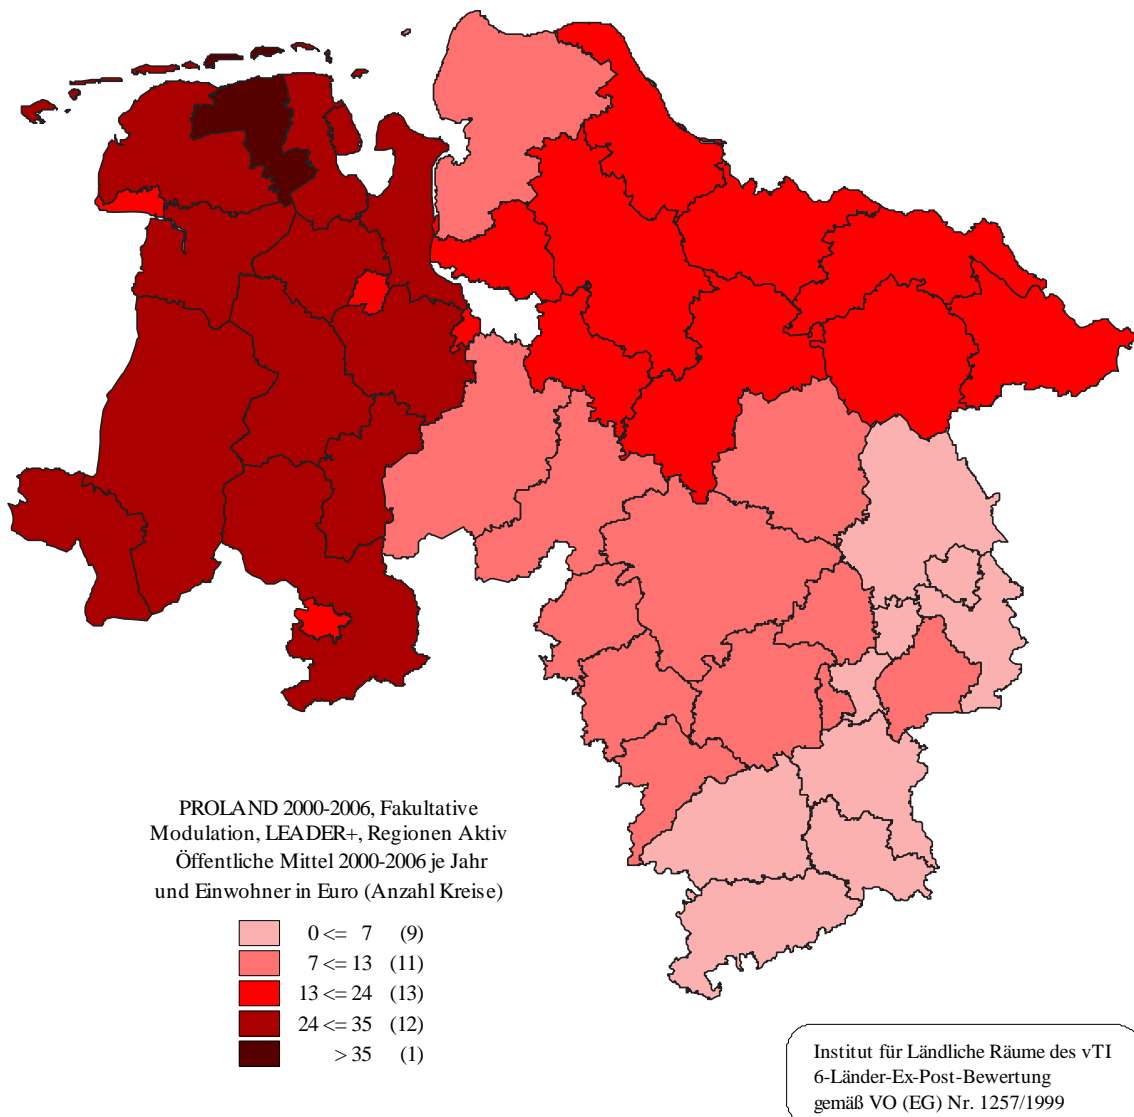 PROLAND 2000-2006, Fakultative
Modulation, LEADER+, Regionen Aktiv
Öffentliche Mittel 2000-2006 je Jahr
und Einwohner in Euro (Anzahl Kreise)
0 <= 7 (9)
7 <= 13 (11)
13 <= 24 (13)
24 <= 35 (12)
> 35 (1)
Institut für Ländliche Räume des vTI
6-Länder-Ex-Post-Bewertung
gemäß VO (EG) Nr. 1257/1999